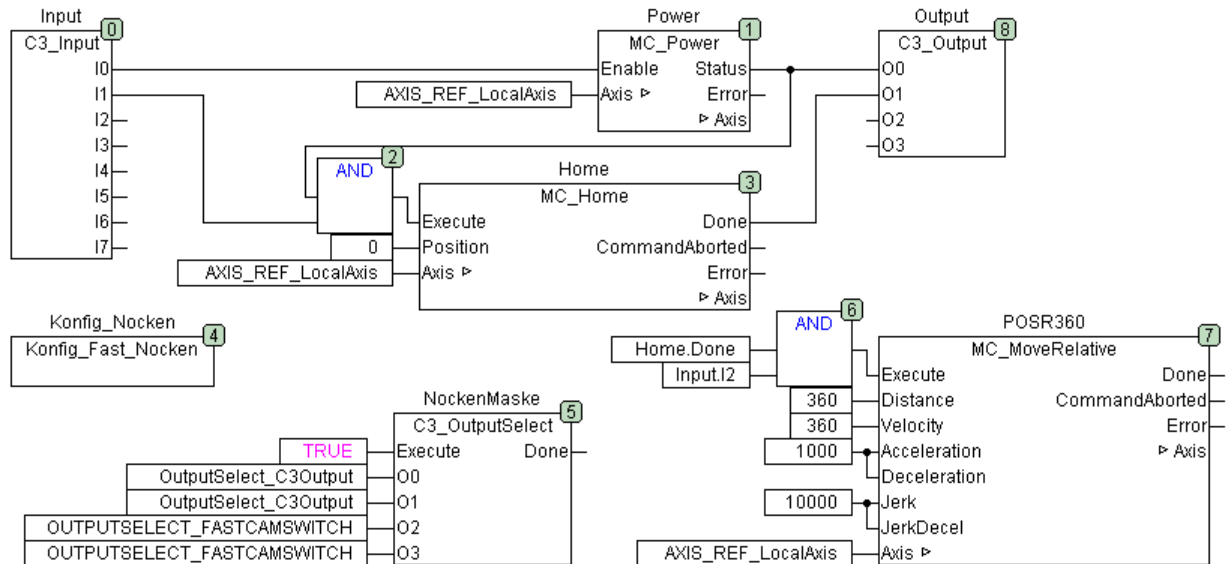 Input
0
C3_Input
I0
I1
I2
I3
I4
I5
I6
I7
Power
1
MC_Power
Enable Status
AXIS_REF_LocalAxis Axis Error
Axis
Output
8
C3_Output
O0
O1
O2
O3
AND
2
Home
3
MC_Home
Execute Done
0 Position CommandAborted
AXIS_REF_LocalAxis Axis Error
Axis
Konfig_Nocken
4
Konfig_Fast_Nocken
NockenMaske
5
C3_OutputSelect
TRUE Execute Done
OutputSelect_C3Output O0
OutputSelect_C3Output O1
OUTPUTSELECT_FASTCAMSWITCH O2
OUTPUTSELECT_FASTCAMSWITCH O3
AND
6
Home.Done
Input.I2
POSR360
7
MC_MoveRelative
Execute Done
360 Distance CommandAborted
360 Velocity Error
1000 Acceleration Axis
Deceleration
10000 Jerk
JerkDecel
AXIS_REF_LocalAxis Axis